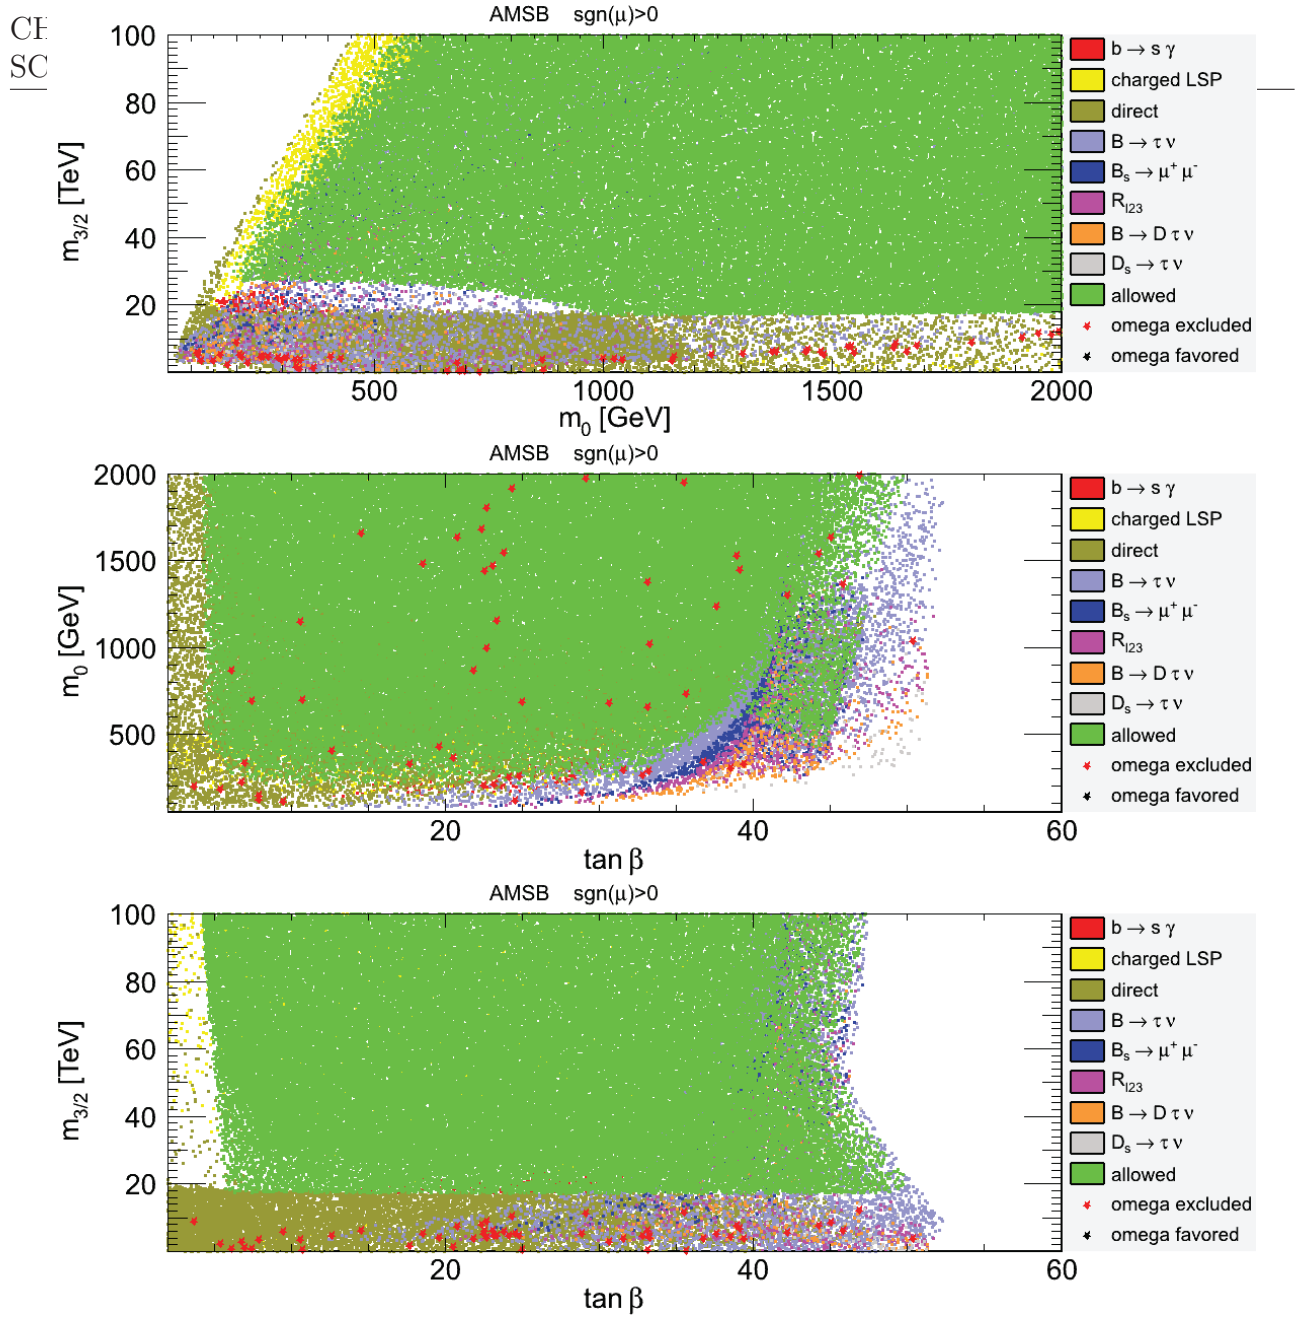 CH
SC
AMSB sgn(μ)>0
100
80
60
40
20
m3/2 [TeV]
500
1000
1500
2000
m0 [GeV]
b → s γ
charged LSP
direct
B → τ ν
Bs → μ+ μ-
Rl23
B → D τ ν
Ds → τ ν
allowed
omega excluded
omega favored
AMSB sgn(μ)>0
2000
1500
1000
500
m0 [GeV]
20
40
60
tan β
b → s γ
charged LSP
direct
B → τ ν
Bs → μ+ μ-
Rl23
B → D τ ν
Ds → τ ν
allowed
omega excluded
omega favored
AMSB sgn(μ)>0
100
80
60
40
20
m3/2 [TeV]
20
40
60
tan β
b → s γ
charged LSP
direct
B → τ ν
Bs → μ+ μ-
Rl23
B → D τ ν
Ds → τ ν
allowed
omega excluded
omega favored